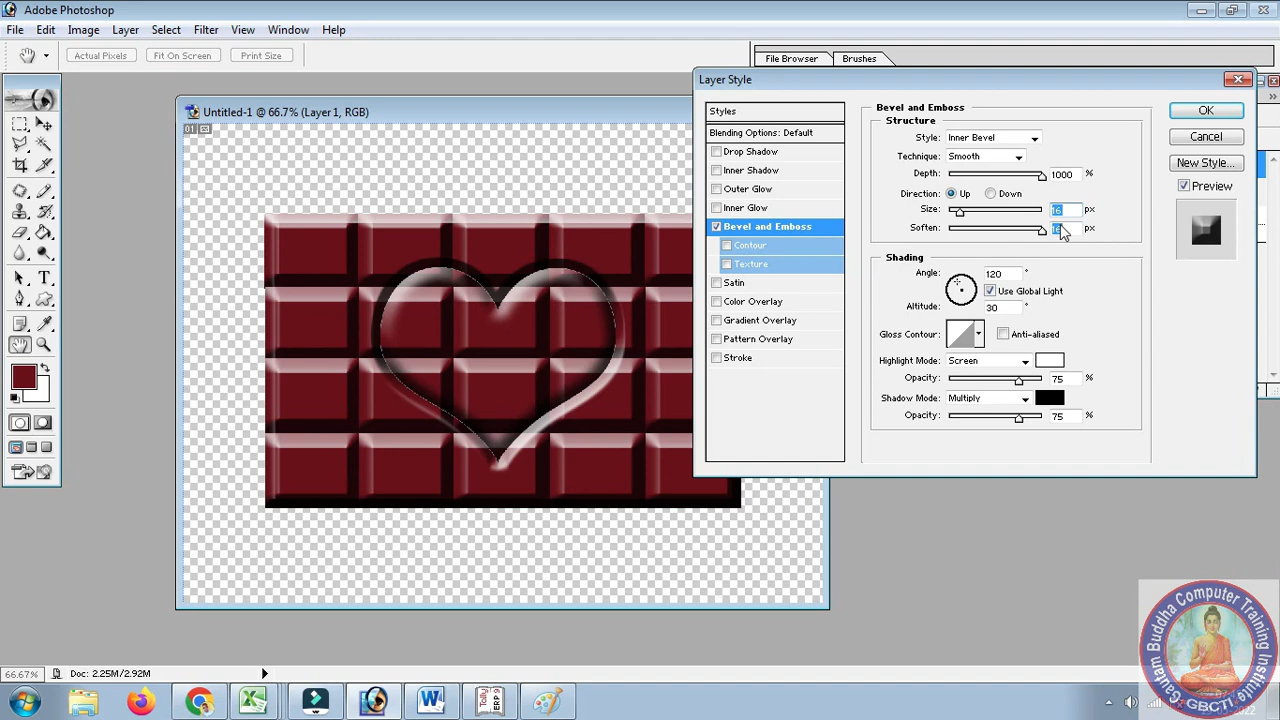 Adobe Photoshop
File Edit Image Layer Select Filter View Window Help
Actual Pixels Fit On Screen Print Size
File Browser Brushes
Untitled-1 @ 66.7% (Layer 1, RGB)
01
Layer Style
Styles
Blending Options: Default
Drop Shadow
Inner Shadow
Outer Glow
Inner Glow
Bevel and Emboss
Contour
Texture
Satin
Color Overlay
Gradient Overlay
Pattern Overlay
Stroke
Bevel and Emboss
Structure
Style: Inner Bevel
Technique: Smooth
Depth: 1000 %
Direction: Up Down
Size: 16 px
Soften: 16 px
Shading
Angle: 120 °
Use Global Light
Altitude: 30 °
Gloss Contour: Anti-aliased
Highlight Mode: Screen
Opacity: 75 %
Shadow Mode: Multiply
Opacity: 75 %
OK
Cancel
New Style...
Preview
66.67% Doc: 2.25M/2.92M
Tally
ERP 9
Gautam Buddha Computer Training Institute
GBCTI